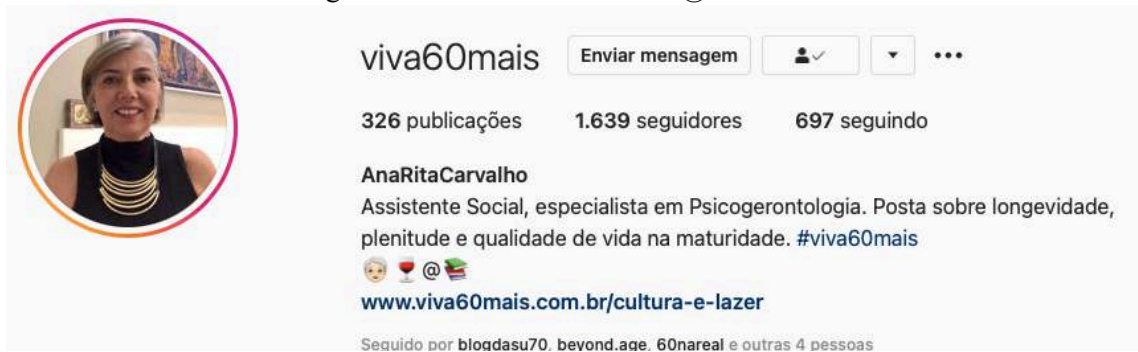 viva60mais Enviar mensagem
326 publicações 1.639 seguidores 697 seguindo
AnaRitaCarvalho
Assistente Social, especialista em Psicogerontologia. Posta sobre longevidade,
plenitude e qualidade de vida na maturidade. #viva60mais
👵🏻🍷@📚
www.viva60mais.com.br/cultura-e-lazer
Seguido por blogdasu70, beyond.age, 60nareal e outras 4 pessoas